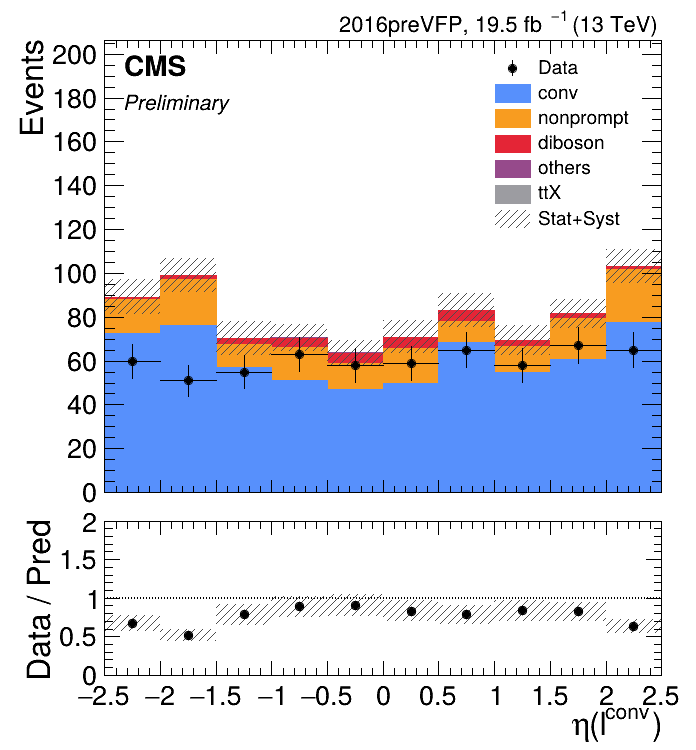 2016preVFP, 19.5 fb⁻¹ (13 TeV)
CMS
Preliminary
Data
conv
nonprompt
diboson
others
ttX
Stat+Syst
Events
200
180
160
140
120
100
80
60
40
20
0
Data / Pred
2
1.5
1
0.5
0
−2.5 −2 −1.5 −1 −0.5 0 0.5 1 1.5 2 2.5
η(l^conv)